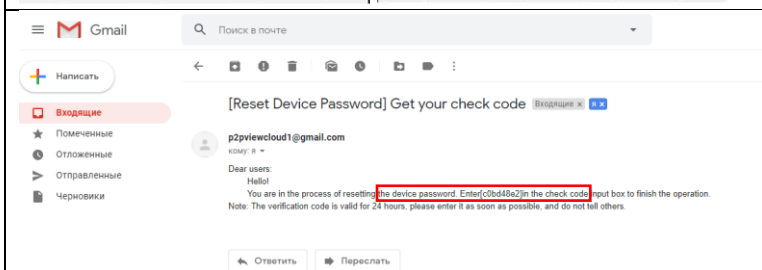 Gmail
Поиск в почте
Написать
[Reset Device Password] Get your check code Входящие x Я x
Входящие
Помеченные
p2pviewcloud1@gmail.com
Отложенные
кому: я
Отправленные
Dear users:
Черновики
Hello!
You are in the process of resetting the device password. Enter[c0bd48e2]in the check code input box to finish the operation.
Note: The verification code is valid for 24 hours, please enter it as soon as possible, and do not tell others.
Ответить
Переслать